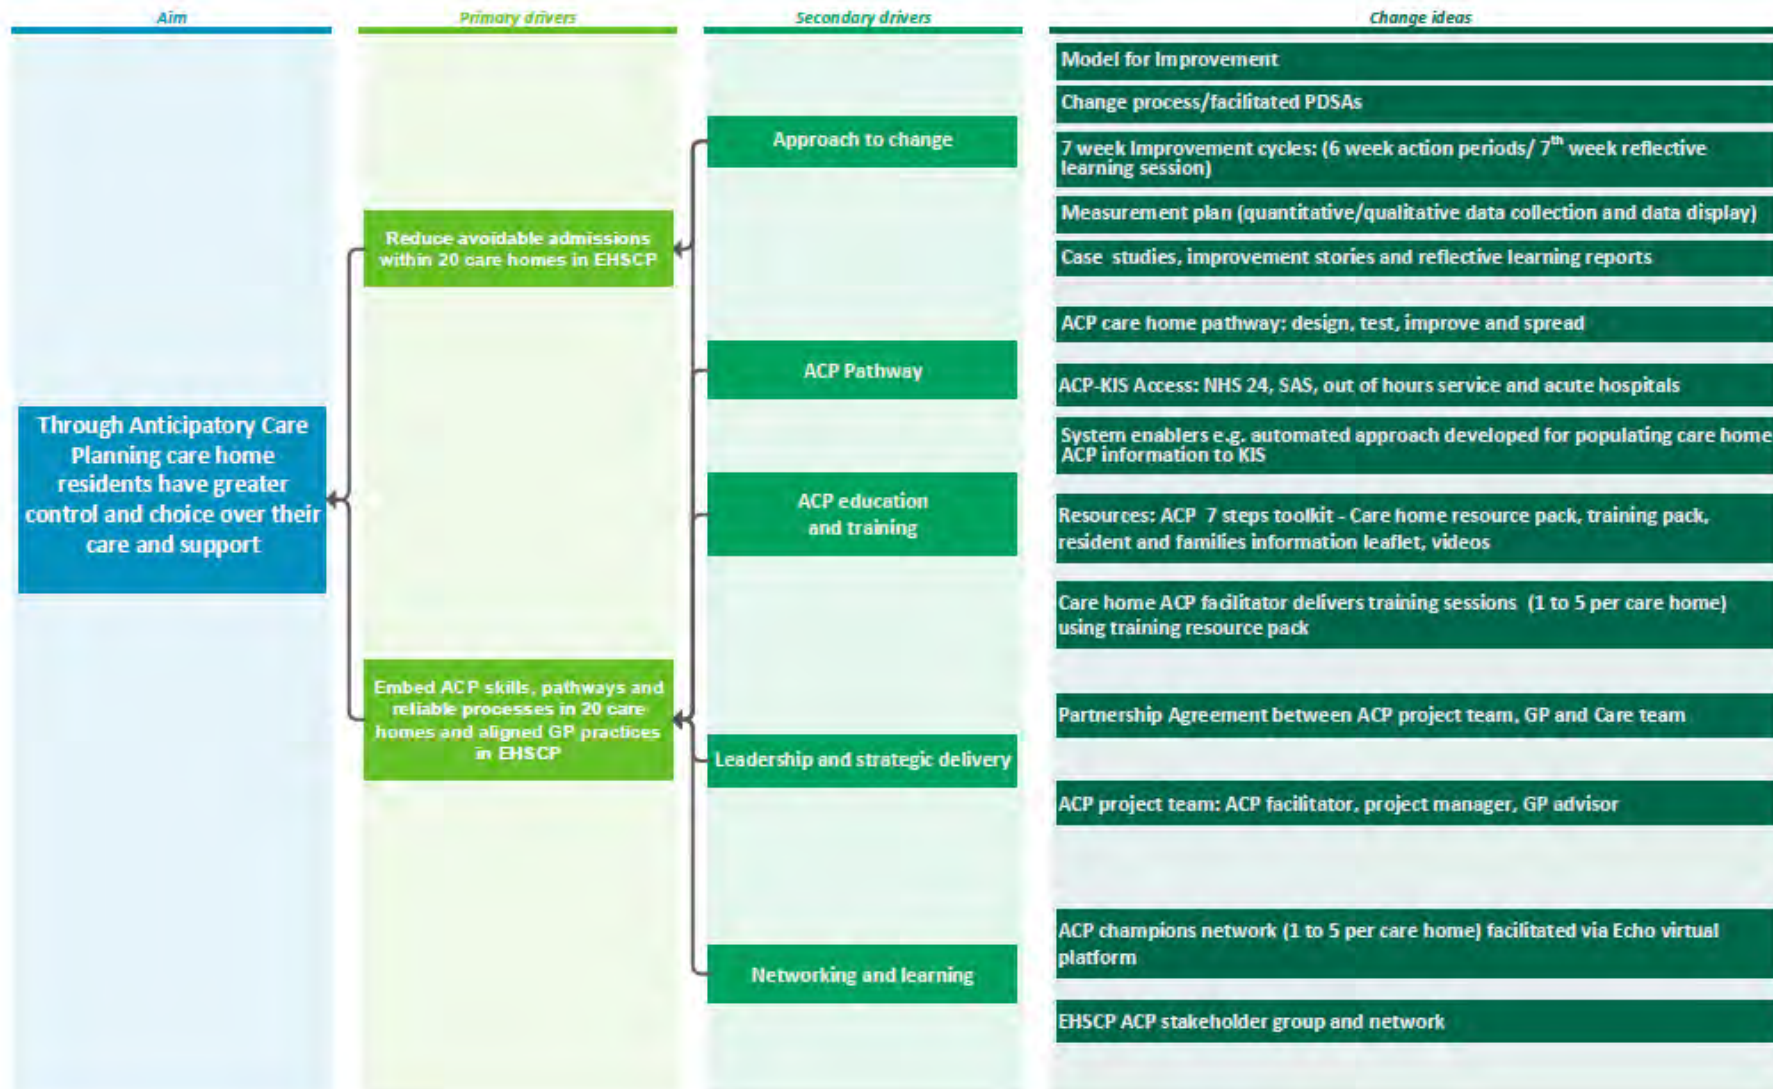 Aim
Primary drivers
Secondary drivers
Change ideas
Through Anticipatory Care
Planning care home
residents have greater
control and choice over their
care and support
Reduce avoidable admissions
within 20 care homes in EHSCP
Embed ACP skills, pathways and
reliable processes in 20 care
homes and aligned GP practices
in EHSCP
Approach to change
ACP Pathway
ACP education
and training
Leadership and strategic delivery
Networking and learning
Model for Improvement
Change process/facilitated PDSAs
7 week Improvement cycles: (6 week action periods/ 7th week reflective
learning session)
Measurement plan (quantitative/qualitative data collection and data display)
Case studies, improvement stories and reflective learning reports
ACP care home pathway: design, test, improve and spread
ACP-KIS Access: NHS 24, SAS, out of hours service and acute hospitals
System enablers e.g. automated approach developed for populating care home
ACP information to KIS
Resources: ACP 7 steps toolkit - Care home resource pack, training pack,
resident and families information leaflet, videos
Care home ACP facilitator delivers training sessions (1 to 5 per care home)
using training resource pack
Partnership Agreement between ACP project team, GP and Care team
ACP project team: ACP facilitator, project manager, GP advisor
ACP champions network (1 to 5 per care home) facilitated via Echo virtual
platform
EHSCP ACP stakeholder group and network